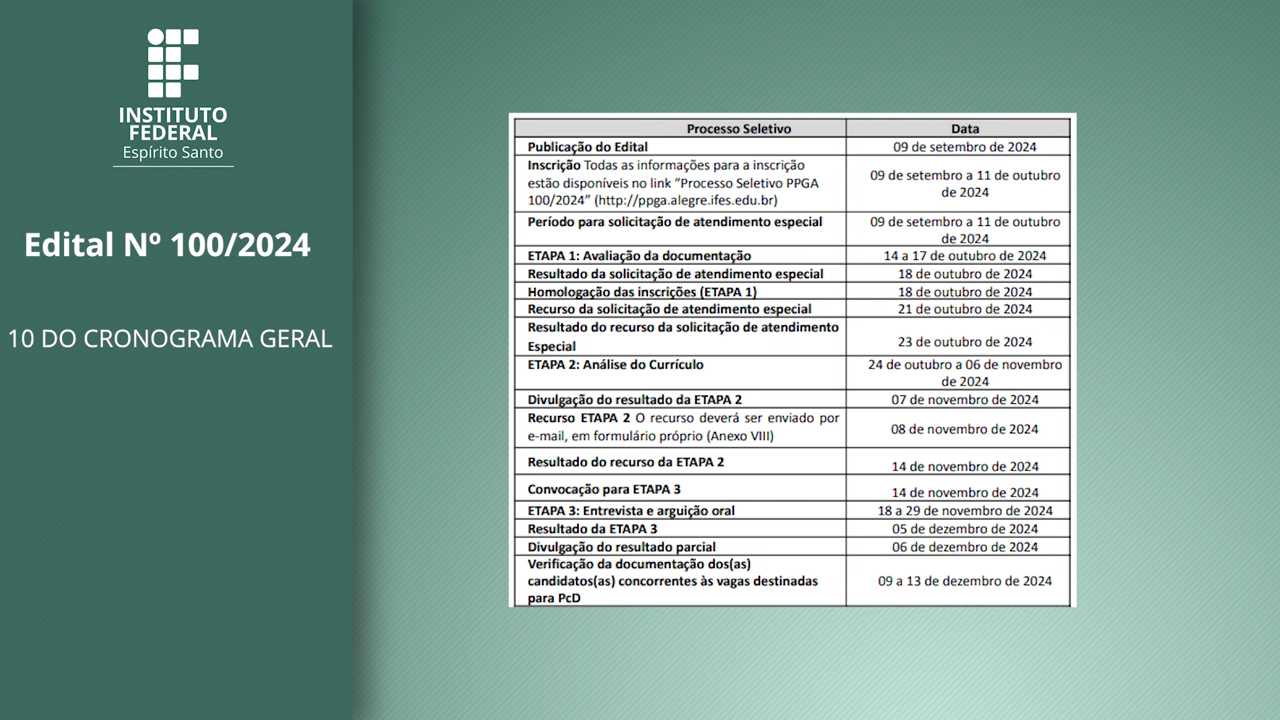 INSTITUTO
FEDERAL
Espírito Santo
Edital Nº 100/2024
10 DO CRONOGRAMA GERAL
Processo Seletivo Data
Publicação do Edital 09 de setembro de 2024
Inscrição Todas as informações para a inscrição
estão disponíveis no link “Processo Seletivo PPGA
100/2024” (http://ppga.alegre.ifes.edu.br)
09 de setembro a 11 de outubro
de 2024
Período para solicitação de atendimento especial 09 de setembro a 11 de outubro
de 2024
ETAPA 1: Avaliação da documentação 14 a 17 de outubro de 2024
Resultado da solicitação de atendimento especial 18 de outubro de 2024
Homologação das inscrições (ETAPA 1) 18 de outubro de 2024
Recurso da solicitação de atendimento especial 21 de outubro de 2024
Resultado do recurso da solicitação de atendimento
Especial
23 de outubro de 2024
ETAPA 2: Análise do Currículo 24 de outubro a 06 de novembro
de 2024
Divulgação do resultado da ETAPA 2 07 de novembro de 2024
Recurso ETAPA 2 O recurso deverá ser enviado por
e-mail, em formulário próprio (Anexo VIII)
08 de novembro de 2024
Resultado do recurso da ETAPA 2 14 de novembro de 2024
Convocação para ETAPA 3 14 de novembro de 2024
ETAPA 3: Entrevista e arguição oral 18 a 29 de novembro de 2024
Resultado da ETAPA 3 05 de dezembro de 2024
Divulgação do resultado parcial 06 de dezembro de 2024
Verificação da documentação dos(as)
candidatos(as) concorrentes às vagas destinadas
para PcD
09 a 13 de dezembro de 2024